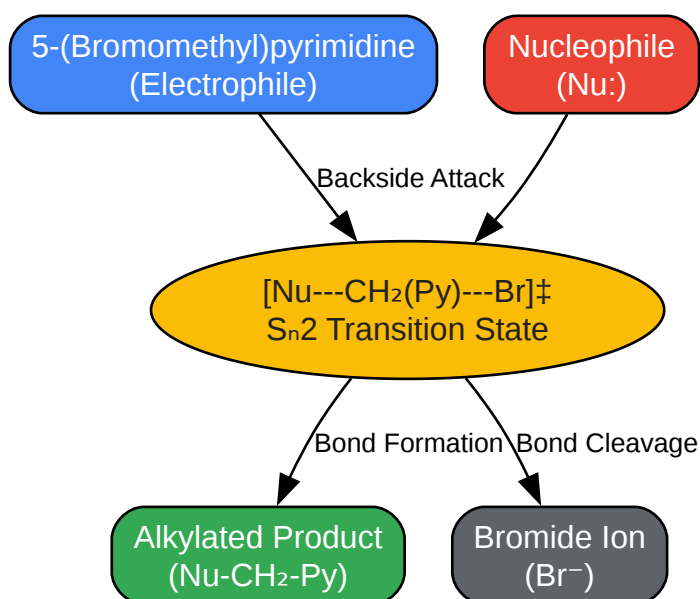 5-(Bromomethyl)pyrimidine
(Electrophile)
Nucleophile
(Nu:)
Backside Attack
[Nu---CH₂(Py)---Br]‡
Sₙ2 Transition State
Bond Formation
Bond Cleavage
Alkylated Product
(Nu-CH₂-Py)
Bromide Ion
(Br⁻)